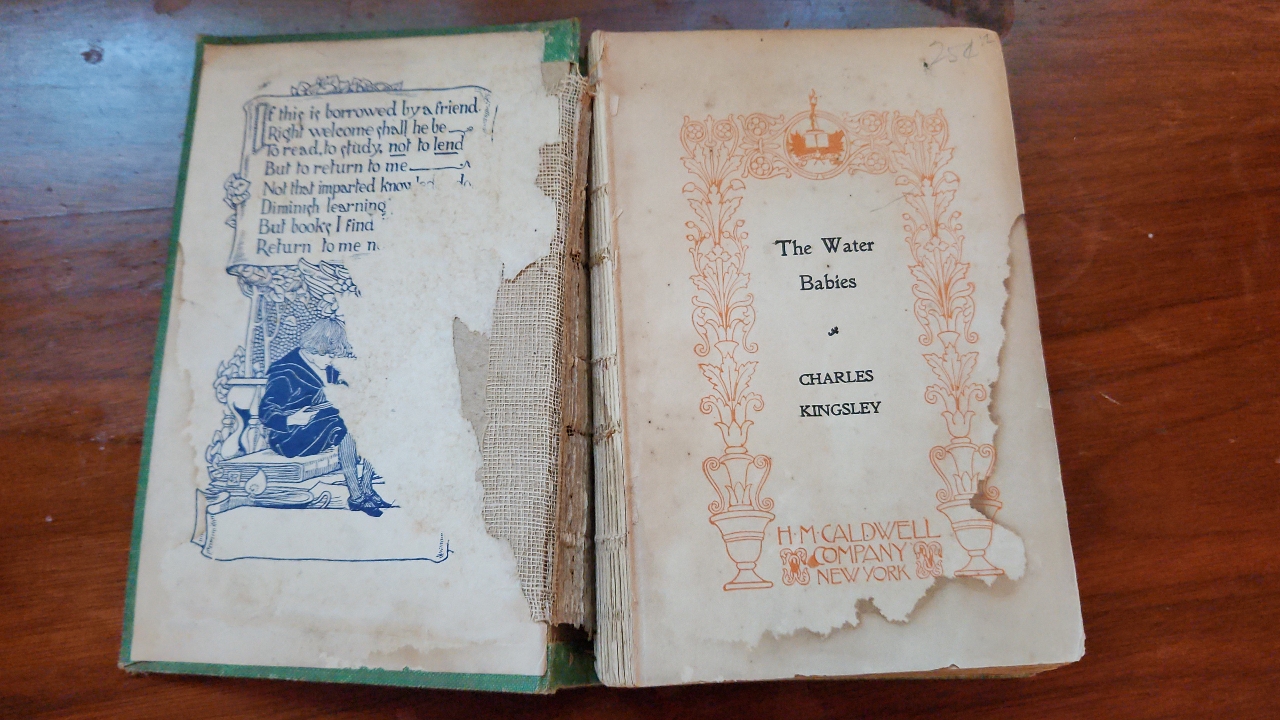 If this is borrowed by a friend
Right welcome shall he be
To read, to study, not to lend
But to return to me
Not that imparted
Diminish learning
But books I find
Return to me
25¢
The Water
Babies
CHARLES
KINGSLEY
H·M·CALDWELL
COMPANY
NEW YORK